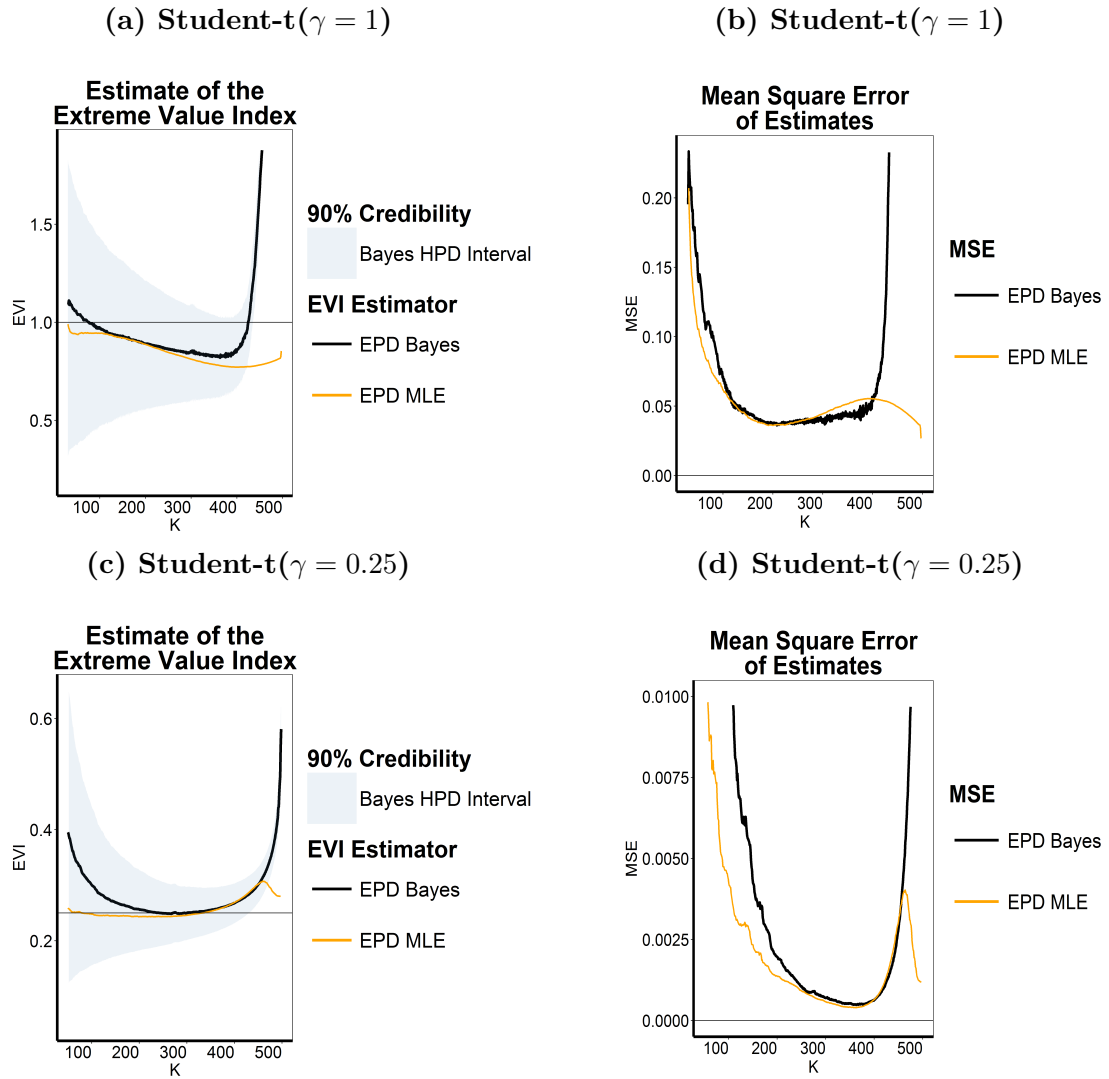 (a) Student-t(γ = 1)
Estimate of the
Extreme Value Index
EVI
1.5
1.0
0.5
100 200 300 400 500
K
90% Credibility
Bayes HPD Interval
EVI Estimator
EPD Bayes
EPD MLE
(b) Student-t(γ = 1)
Mean Square Error
of Estimates
MSE
0.20
0.15
0.10
0.05
0.00
100 200 300 400 500
K
MSE
EPD Bayes
EPD MLE
(c) Student-t(γ = 0.25)
Estimate of the
Extreme Value Index
EVI
0.6
0.4
0.2
100 200 300 400 500
K
90% Credibility
Bayes HPD Interval
EVI Estimator
EPD Bayes
EPD MLE
(d) Student-t(γ = 0.25)
Mean Square Error
of Estimates
MSE
0.0100
0.0075
0.0050
0.0025
0.0000
100 200 300 400 500
K
MSE
EPD Bayes
EPD MLE